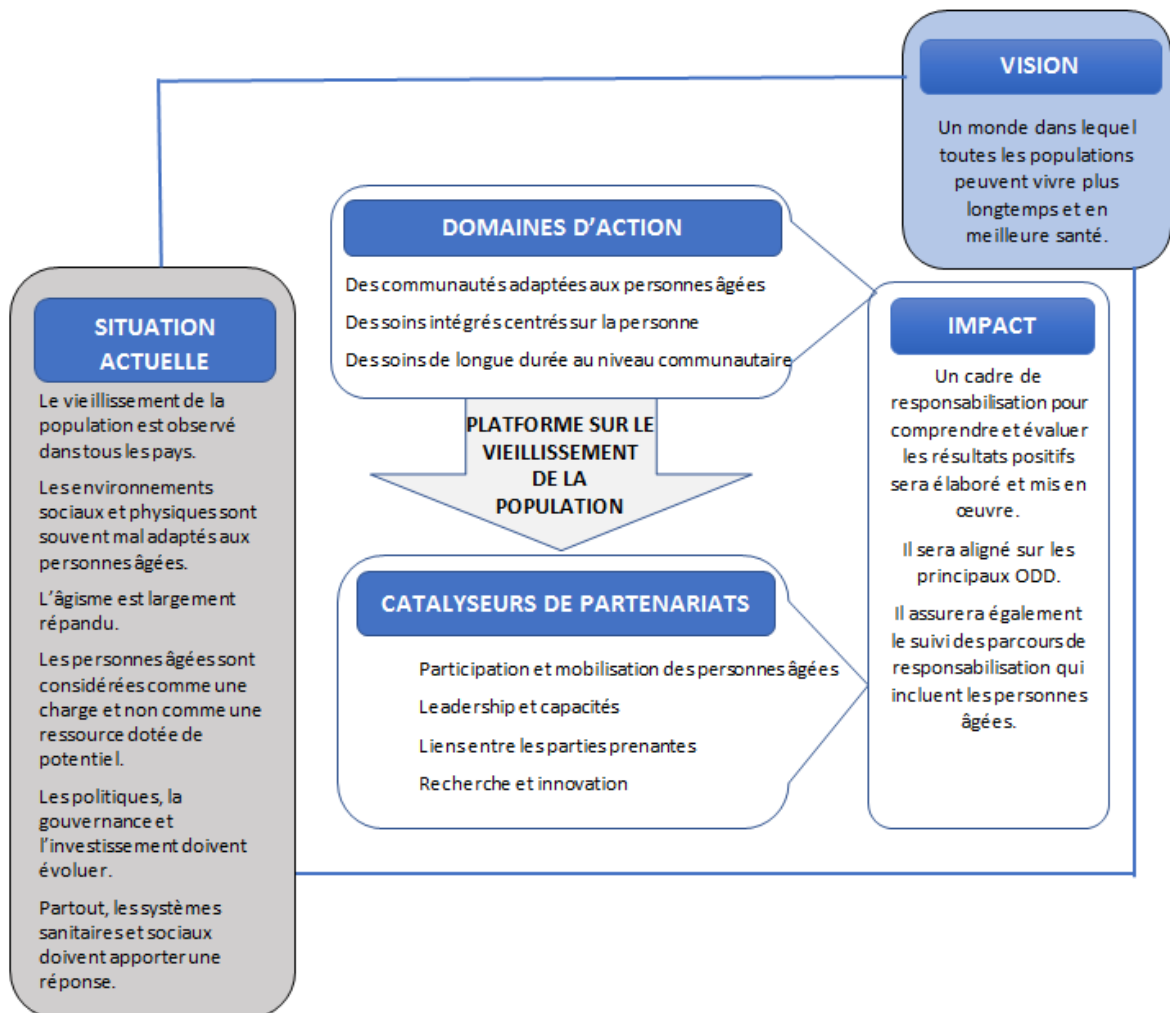 VISION
Un monde dans lequel
toutes les populations
peuvent vivre plus
longtemps et en
meilleure santé.
DOMAINES D’ACTION
Des communautés adaptées aux personnes âgées
Des soins intégrés centrés sur la personne
Des soins de longue durée au niveau communautaire
SITUATION
ACTUELLE
Le vieillissement de la
population est observé
dans tous les pays.
Les environnements
sociaux et physiques sont
souvent mal adaptés aux
personnes âgées.
L’âgisme est largement
répandu.
Les personnes âgées sont
considérées comme une
charge et non comme une
ressource dotée de
potentiel.
Les politiques, la
gouvernance et
l’investissement doivent
évoluer.
Partout, les systèmes
sanitaires et sociaux
doivent apporter une
réponse.
PLATFORME SUR LE
VIEILLISSEMENT
DE LA
POPULATION
CATALYSEURS DE PARTENARIATS
Participation et mobilisation des personnes âgées
Leadership et capacités
Liens entre les parties prenantes
Recherche et innovation
IMPACT
Un cadre de
responsabilisation pour
comprendre et évaluer
les résultats positifs
sera élaboré et mis en
œuvre.
Il sera aligné sur les
principaux ODD.
Il assurera également
le suivi des parcours de
responsabilisation qui
incluent les personnes
âgées.